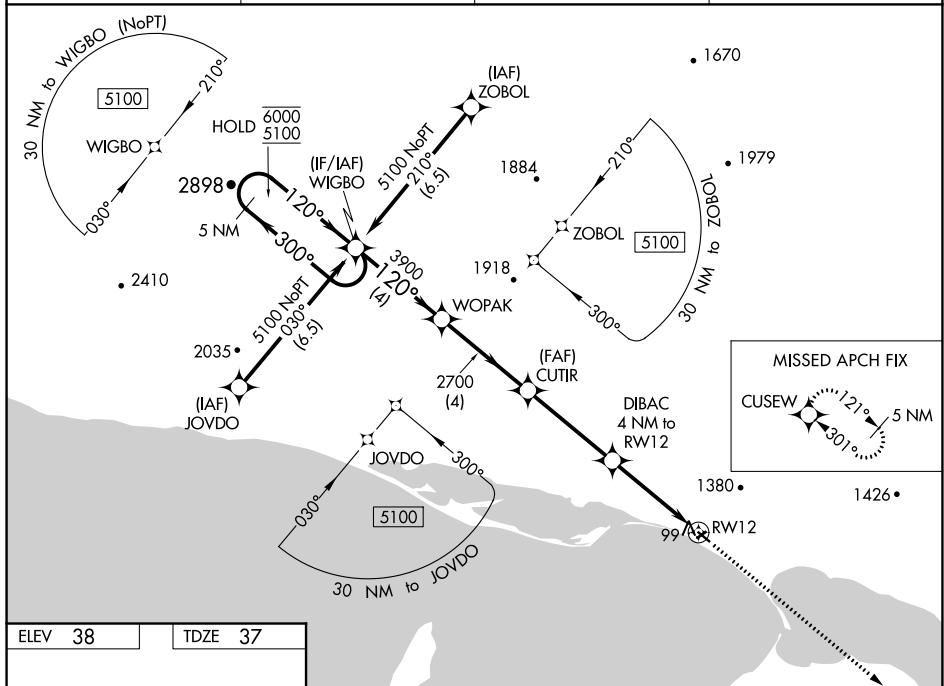 30 NM to WIGBO (NoPT)
5100
210°
WIGBO
030°
HOLD 6000
5100
(IF/IAF)
WIGBO
(IAF)
ZOBOL
5100 NoPT
210°
(6.5)
1670
1979
1884
2898
5 NM
120°
300°
210°
ZOBOL
5100
300°
30 NM to ZOBOL
2410
1918
3900
120°
(4)
WOPAK
5100 NoPT
030°
(6.5)
2035
(IAF)
JOVDO
2700
(4)
(FAF)
CUTIR
DIBAC
4 NM to
RW12
MISSED APCH FIX
CUSEW
121°
301°
5 NM
JOVDO
300°
030°
5100
30 NM to JOVDO
1380
1426
99
RW12
ELEV 38
TDZE 37